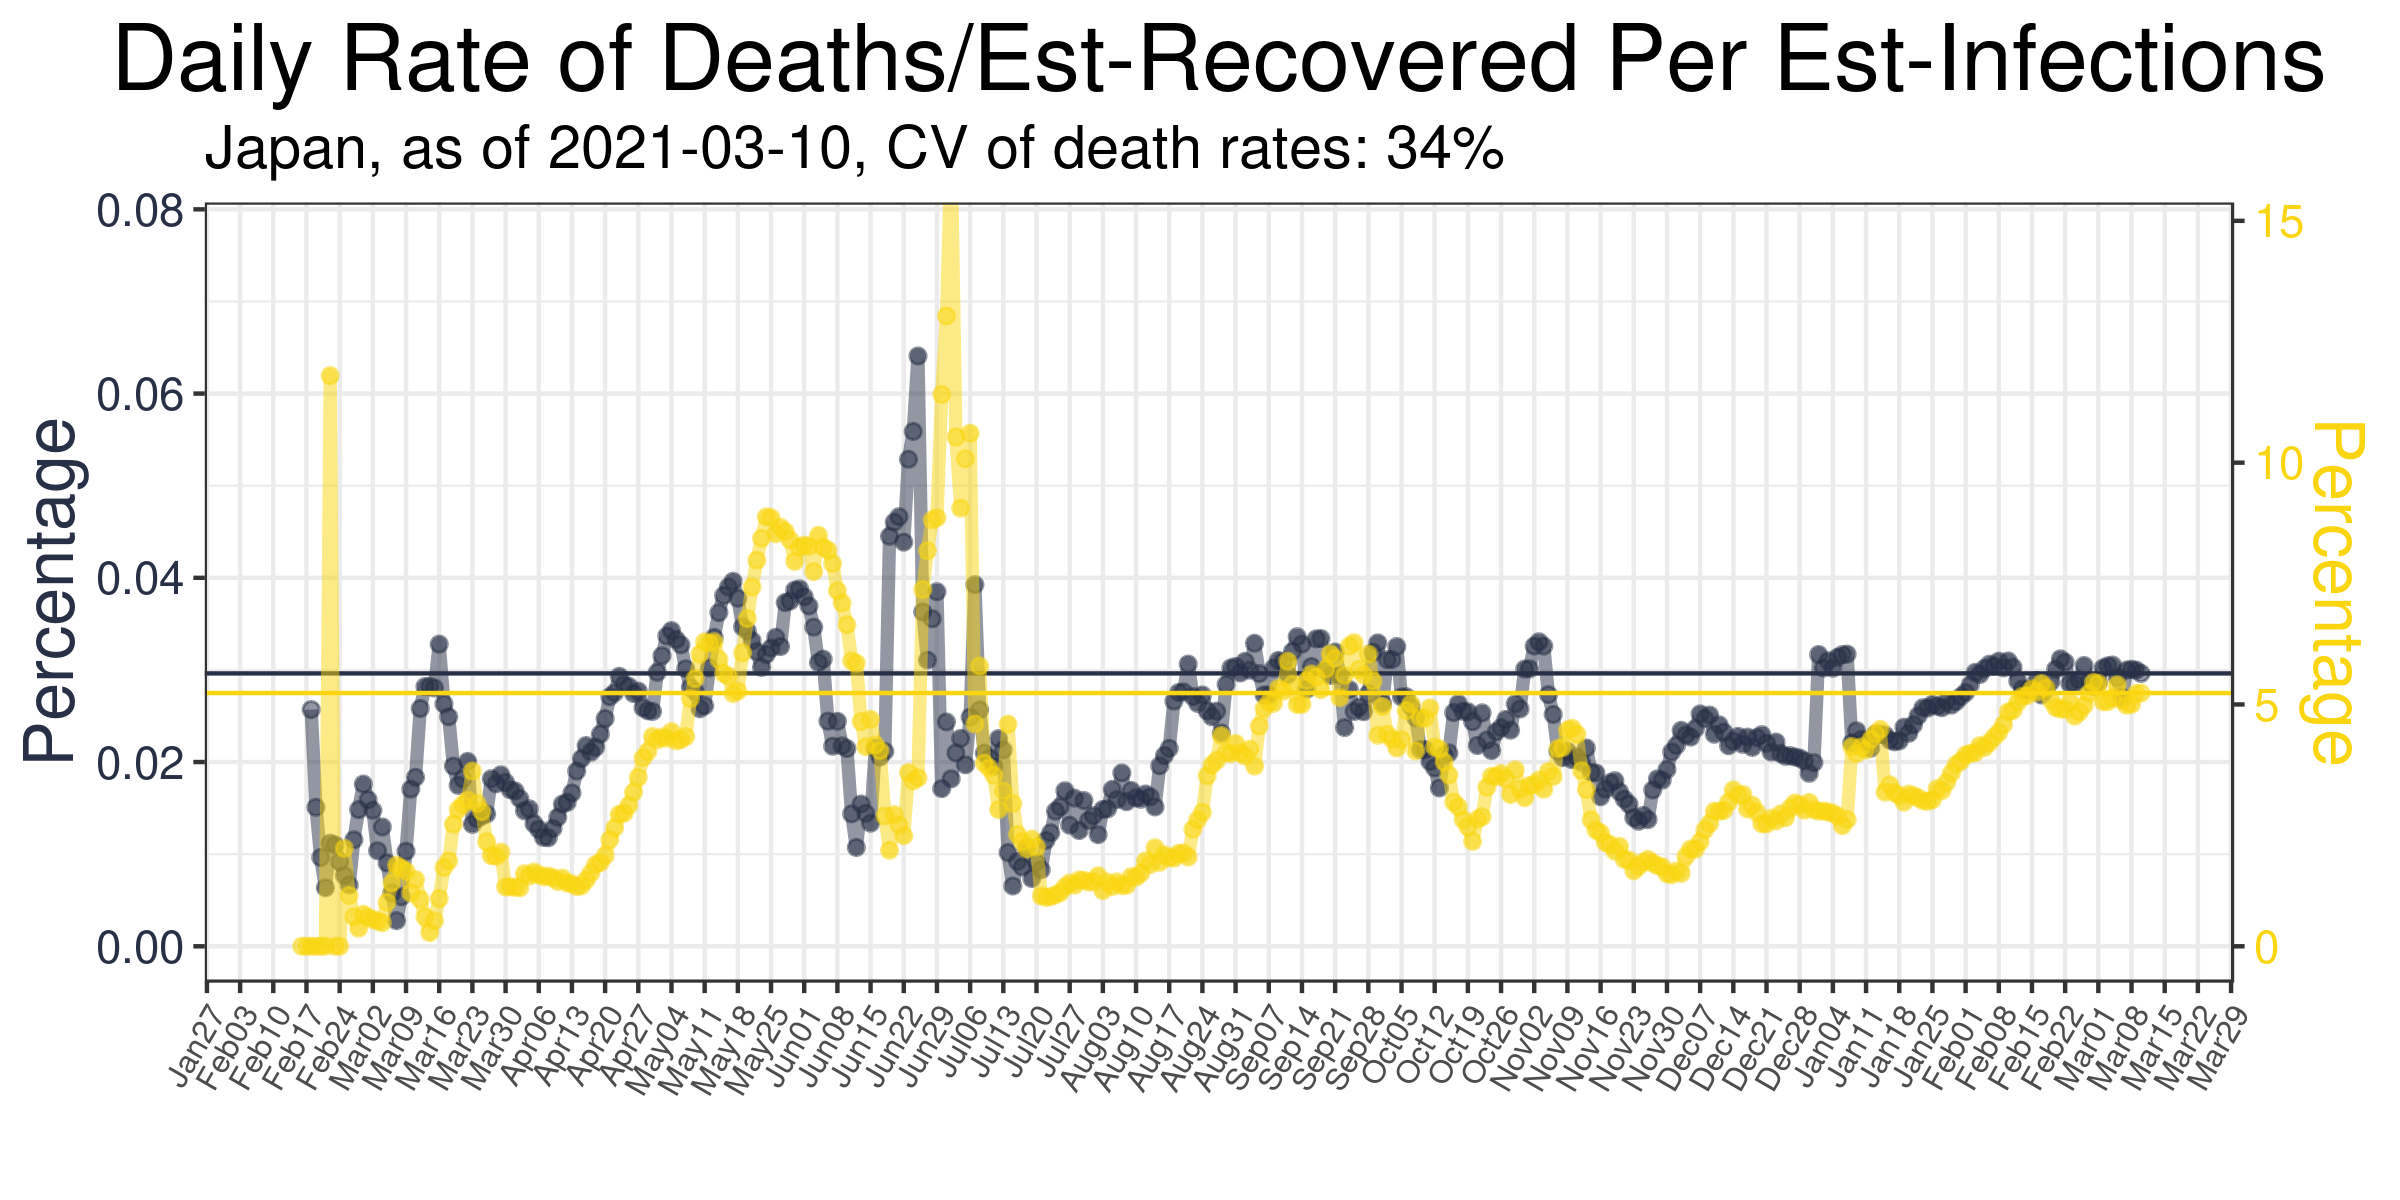 Daily Rate of Deaths/Est-Recovered Per Est-Infections
Japan, as of 2021-03-10, CV of death rates: 34%
Percentage
0.08
0.06
0.04
0.02
0.00
15
10
5
0
Percentage
Jan27
Feb03
Feb10
Feb17
Feb24
Mar02
Mar09
Mar16
Mar23
Mar30
Apr06
Apr13
Apr20
Apr27
May04
May11
May18
May25
Jun01
Jun08
Jun15
Jun22
Jun29
Jul06
Jul13
Jul20
Jul27
Aug03
Aug10
Aug17
Aug24
Aug31
Sep07
Sep14
Sep21
Sep28
Oct05
Oct12
Oct19
Oct26
Nov02
Nov09
Nov16
Nov23
Nov30
Dec07
Dec14
Dec21
Dec28
Jan04
Jan11
Jan18
Jan25
Feb01
Feb08
Feb15
Feb22
Mar01
Mar08
Mar15
Mar22
Mar29